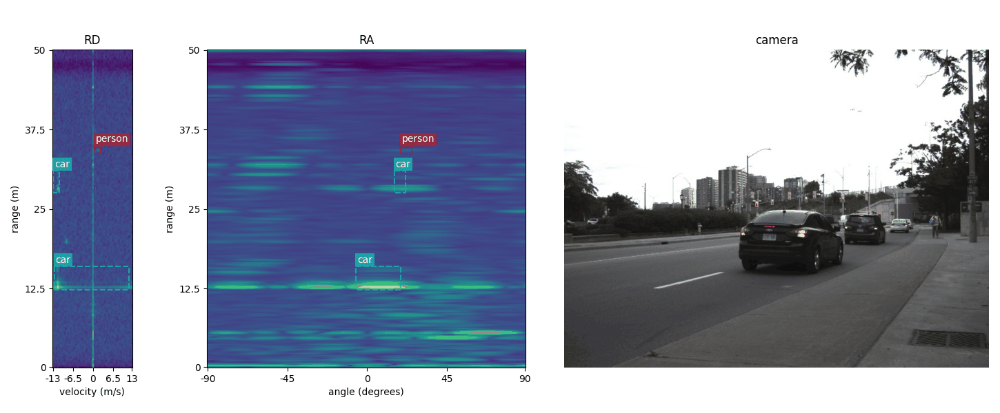 RD
50
37.5
25
12.5
0
range (m)
-13
-6.5
0
6.5
13
velocity (m/s)
person
car
car
RA
50
37.5
25
12.5
0
range (m)
-90
-45
0
45
90
angle (degrees)
person
car
car
camera